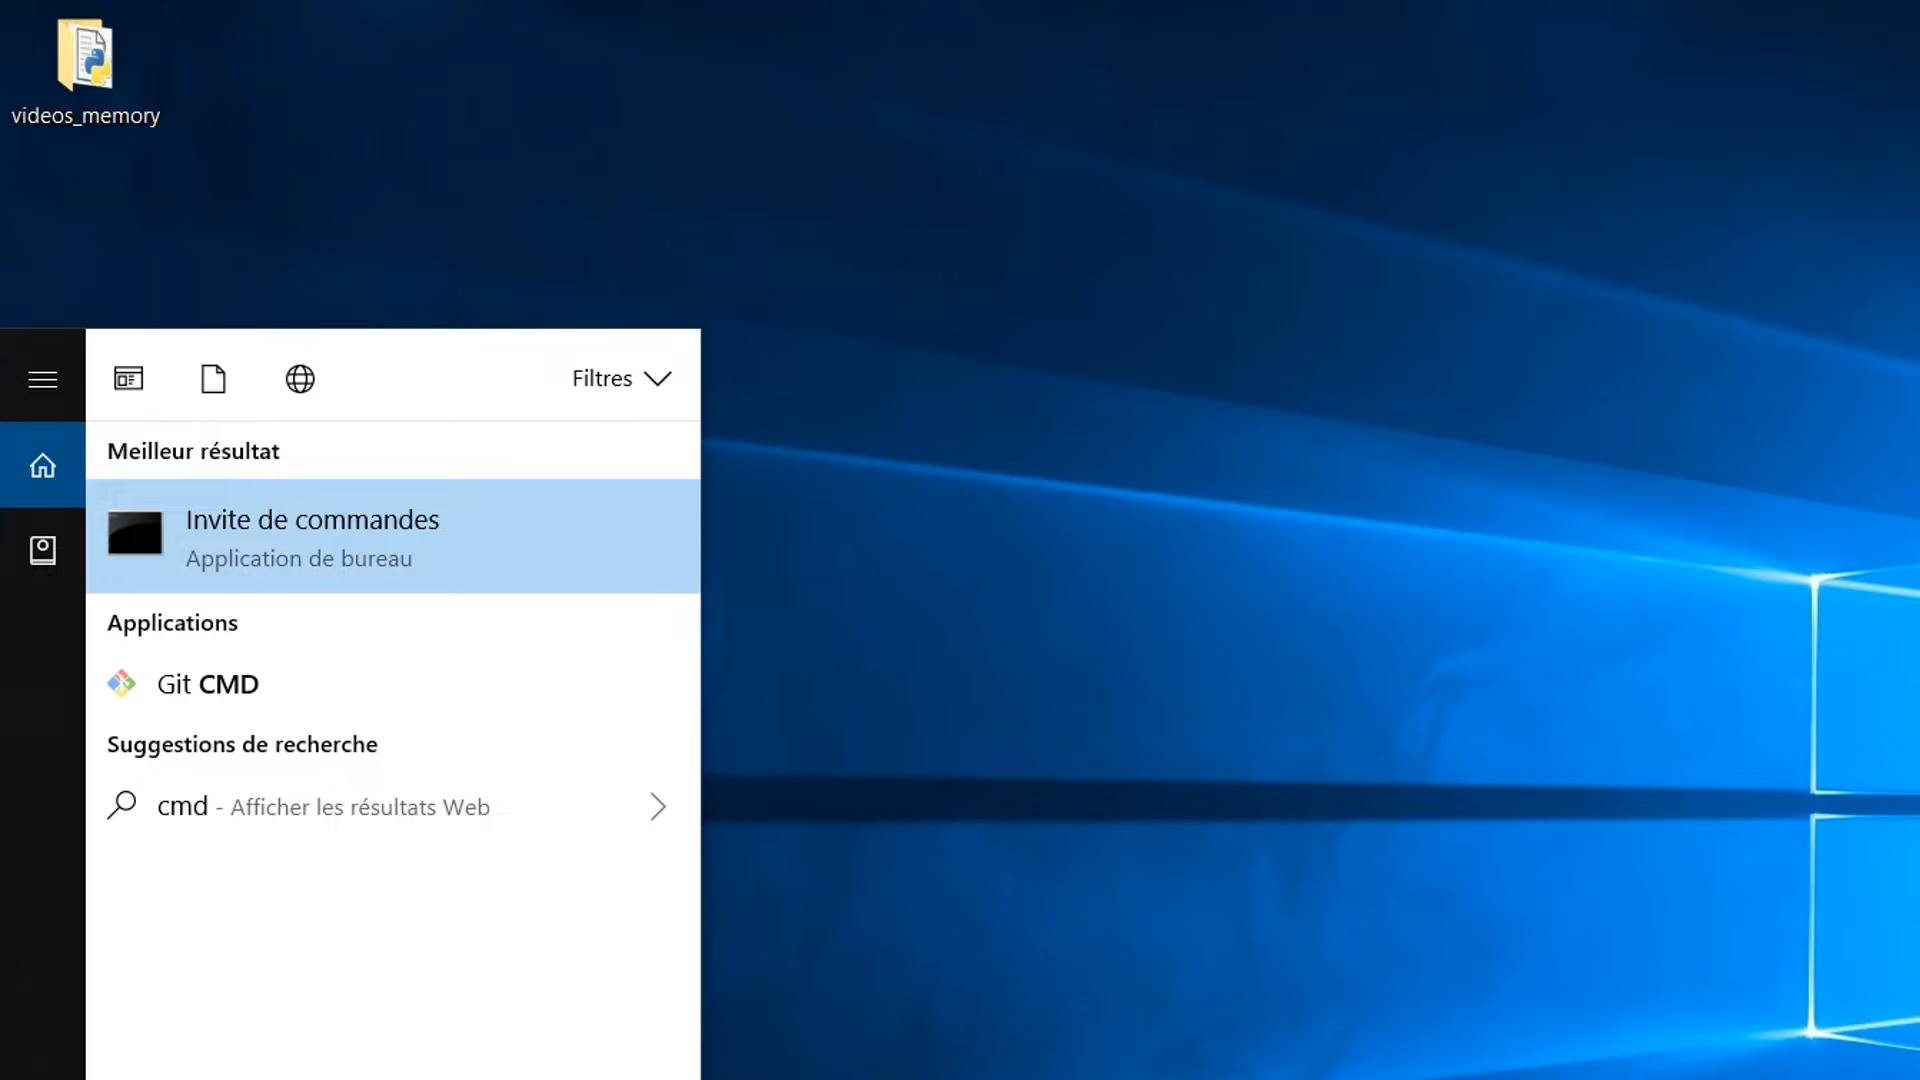 videos_memory
Filtres
Meilleur résultat
Invite de commandes
Application de bureau
Applications
Git CMD
Suggestions de recherche
cmd - Afficher les résultats Web